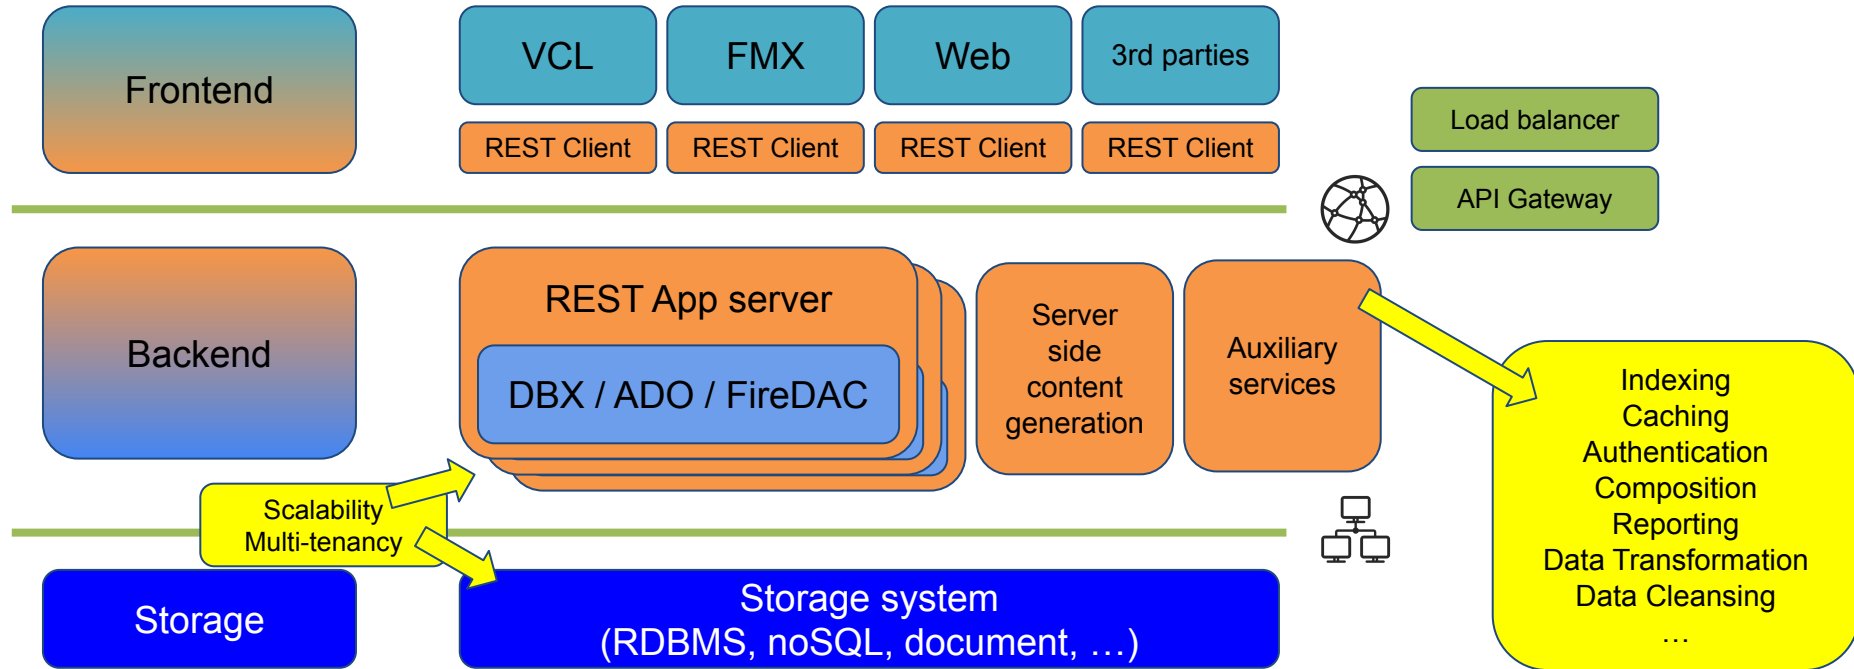 Frontend
VCL
FMX
Web
3rd parties
REST Client
REST Client
REST Client
REST Client
Load balancer
API Gateway
Backend
REST App server
DBX / ADO / FireDAC
Server
side
content
generation
Auxiliary
services
Indexing
Caching
Authentication
Composition
Reporting
Data Transformation
Data Cleansing
…
Scalability
Multi-tenancy
Storage
Storage system
(RDBMS, noSQL, document, …)